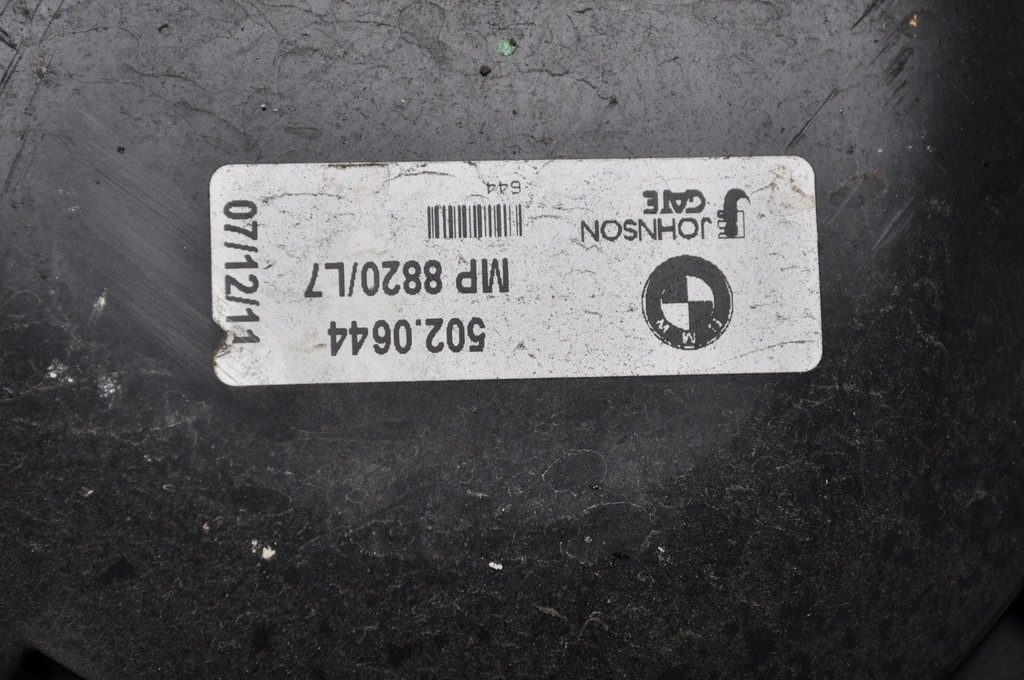 BMW
502.0644
MP 8820/L7
JOHNSON
GATE
644
07/12/11